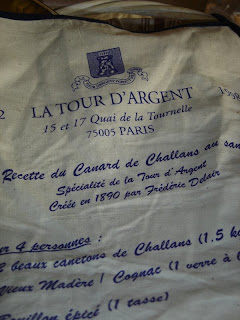 LA TOUR D'ARGENT
15 et 17 Quai de la Tournelle
75005 PARIS
Recette du Canard de Challans au san
Spécialité de la Tour d'Argent
Créée en 1890 par Frédéric Delair
r 4 personnes :
2 beaux canetons de Challans (1,5 k
Vieux Madère / Cognac (1 verre à l
Bouillon épicé (1 tasse)